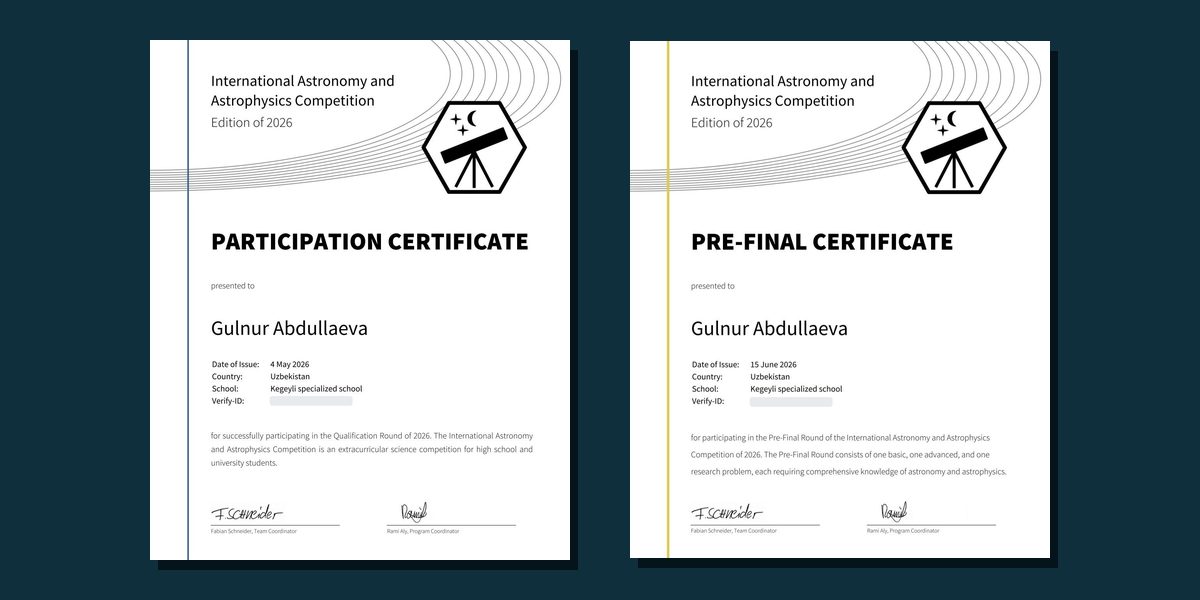 International Astronomy and
Astrophysics Competition
Edition of 2026
PARTICIPATION CERTIFICATE
presented to
Gulnur Abdullaeva
Date of Issue: 4 May 2026
Country: Uzbekistan
School: Kegeyli specialized school
Verify-ID:
for successfully participating in the Qualification Round of 2026. The International Astronomy
and Astrophysics Competition is an extracurricular science competition for high school and
university students.
F.SCHNEIDER
Fabian Schneider, Team Coordinator
Rami Aly, Program Coordinator
International Astronomy and
Astrophysics Competition
Edition of 2026
PRE-FINAL CERTIFICATE
presented to
Gulnur Abdullaeva
Date of Issue: 15 June 2026
Country: Uzbekistan
School: Kegeyli specialized school
Verify-ID:
for participating in the Pre-Final Round of the International Astronomy and Astrophysics
Competition of 2026. The Pre-Final Round consists of one basic, one advanced, and one
research problem, each requiring comprehensive knowledge of astronomy and astrophysics.
F.SCHNEIDER
Fabian Schneider, Team Coordinator
Rami Aly, Program Coordinator